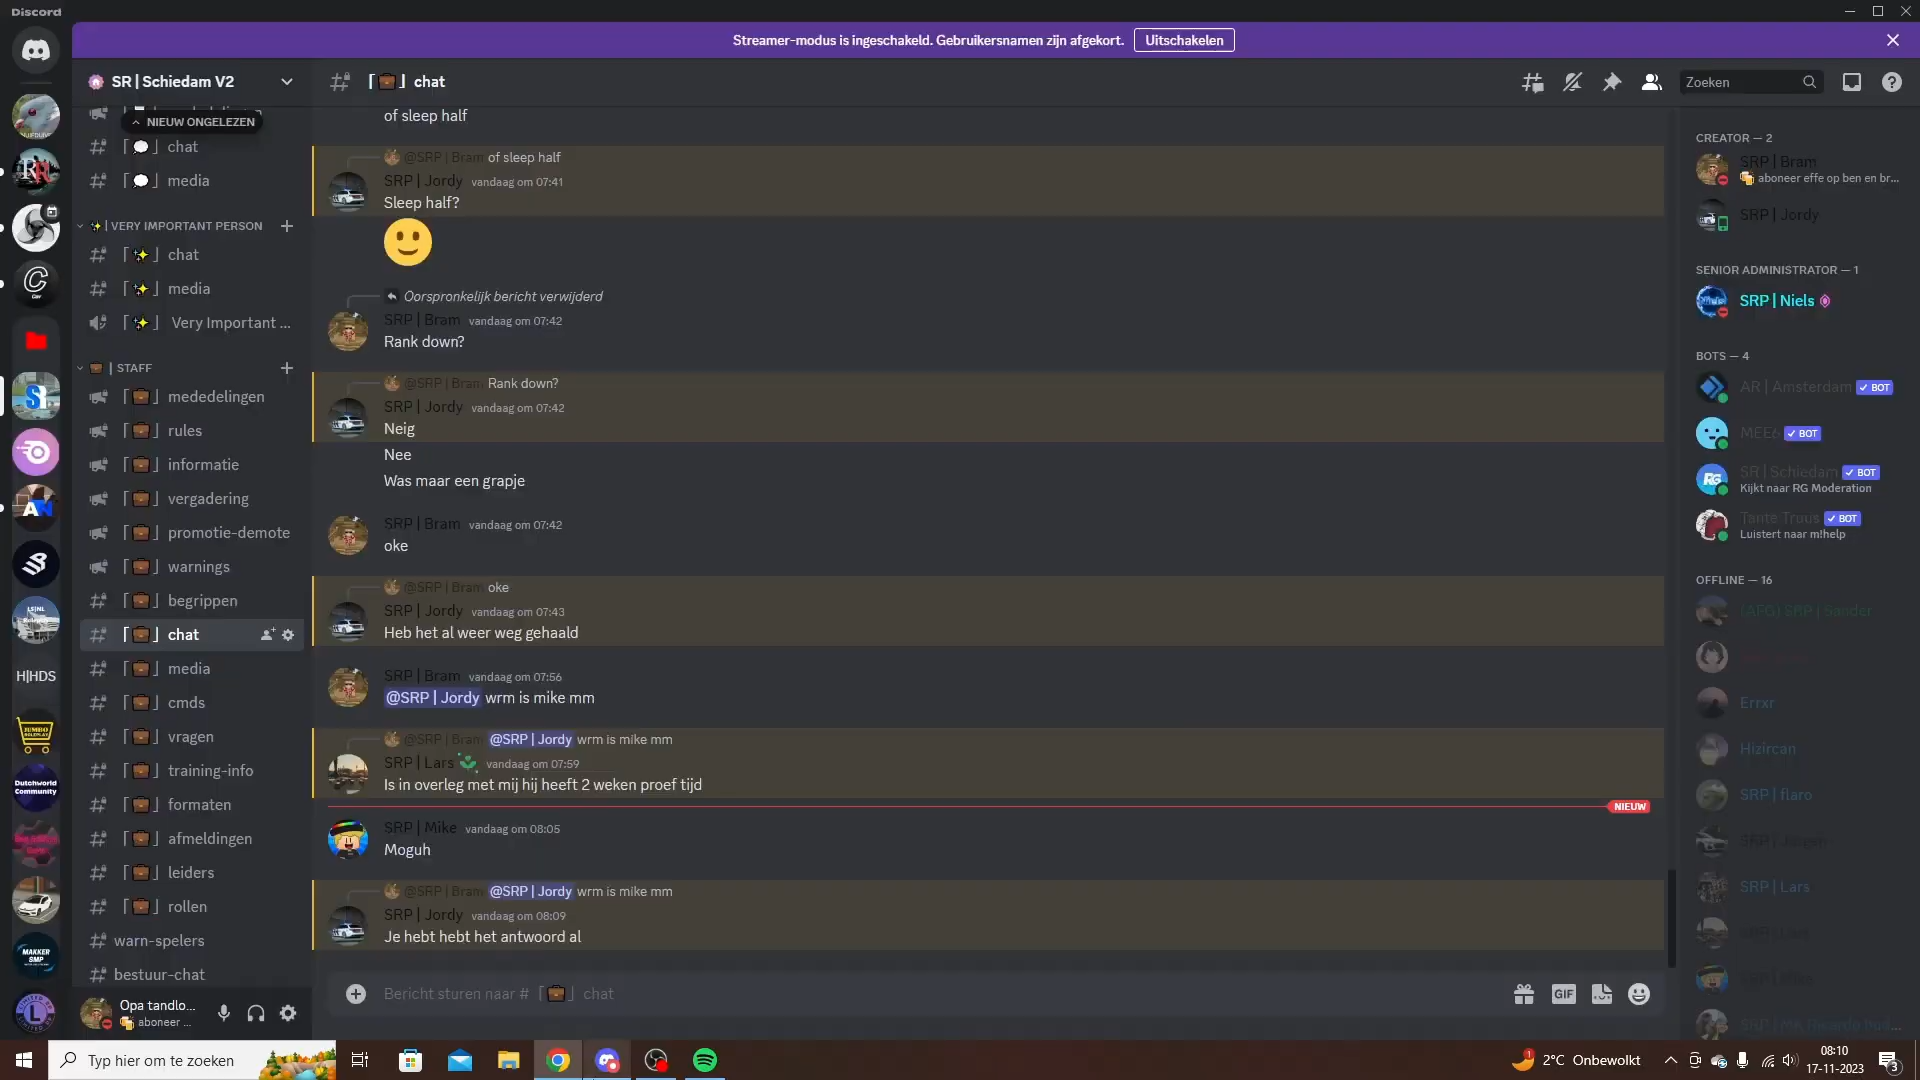 Discord
Streamer-modus is ingeschakeld. Gebruikersnamen zijn afgekort.
Uitschakelen
SR | Schiedam V2
NIEUW ONGELEZEN
chat
media
| VERY IMPORTANT PERSON
chat
media
Very Important ...
| STAFF
mededelingen
rules
informatie
vergadering
promotie-demote
warnings
begrippen
chat
media
cmds
vragen
training-info
formaten
afmeldingen
leiders
rollen
warn-spelers
bestuur-chat
Opa tandlo...
aboneer ...
H|HDS
JUMBO
Dutchworld
Community
MAKKER
SMP
chat
Zoeken
of sleep half
@SRP | Bram of sleep half
SRP | Jordy vandaag om 07:41
Sleep half?
Oorspronkelijk bericht verwijderd
SRP | Bram vandaag om 07:42
Rank down?
@SRP | Bram Rank down?
SRP | Jordy vandaag om 07:42
Neig
Nee
Was maar een grapje
SRP | Bram vandaag om 07:42
oke
@SRP | Bram oke
SRP | Jordy vandaag om 07:43
Heb het al weer weg gehaald
SRP | Bram vandaag om 07:56
@SRP | Jordy wrm is mike mm
@SRP | Bram @SRP | Jordy wrm is mike mm
SRP | Lars vandaag om 07:59
Is in overleg met mij hij heeft 2 weken proef tijd
NIEUW
SRP | Mike vandaag om 08:05
Moguh
@SRP | Bram @SRP | Jordy wrm is mike mm
SRP | Jordy vandaag om 08:09
Je hebt hebt het antwoord al
Bericht sturen naar # chat
GIF
CREATOR — 2
SRP | Bram
aboneer effe op ben en br...
SRP | Jordy
SENIOR ADMINISTRATOR — 1
SRP | Niels
BOTS — 4
AR | Amsterdam BOT
MEE6 BOT
SR | Schiedam BOT
Kijkt naar RG Moderation
Tante Truus BOT
Luistert naar m!help
OFFLINE — 16
(AFG) SRP | Sander
Errxr
Hizircan
SRP | flaro
SRP | Lars
Typ hier om te zoeken
2°C Onbewolkt
08:10
17-11-2023
3